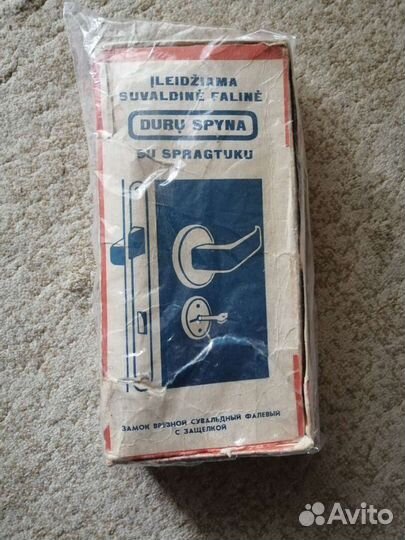 ĮLEIDŽIAMA
SUVALDINĖ FALINĖ
DURŲ SPYNA
SU SPRAGTUKU
ЗАМОК ВРЕЗНОЙ СУВАЛЬДНЫЙ ФАЛЕВЫЙ
С ЗАЩЕЛКОЙ
Avito